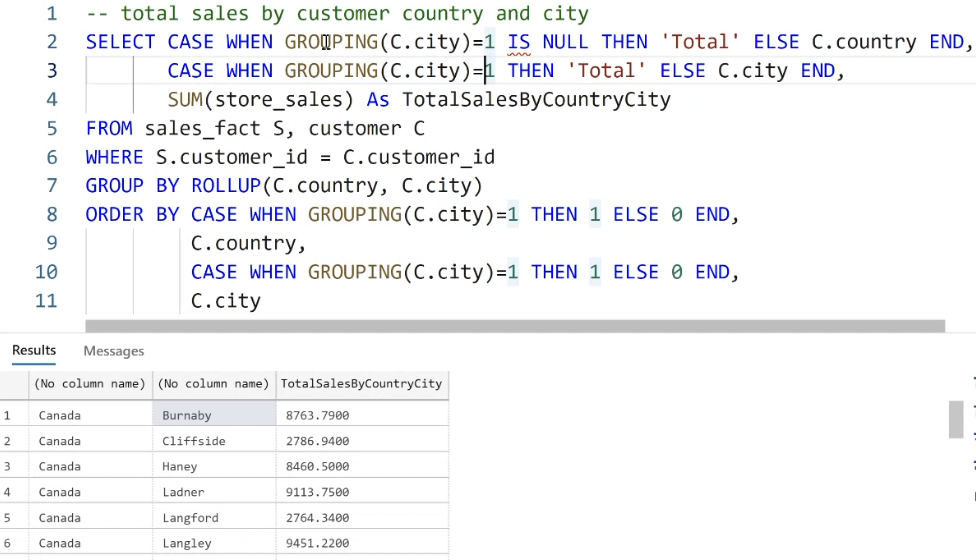 1 -- total sales by customer country and city
2 SELECT CASE WHEN GROUPING(C.city)=1 IS NULL THEN 'Total' ELSE C.country END,
3 CASE WHEN GROUPING(C.city)=1 THEN 'Total' ELSE C.city END,
4 SUM(store_sales) As TotalSalesByCountryCity
5 FROM sales_fact S, customer C
6 WHERE S.customer_id = C.customer_id
7 GROUP BY ROLLUP(C.country, C.city)
8 ORDER BY CASE WHEN GROUPING(C.city)=1 THEN 1 ELSE 0 END,
9 C.country,
10 CASE WHEN GROUPING(C.city)=1 THEN 1 ELSE 0 END,
11 C.city
Results Messages
(No column name) (No column name) TotalSalesByCountryCity
1 Canada Burnaby 8763.7900
2 Canada Cliffside 2786.9400
3 Canada Haney 8460.5000
4 Canada Ladner 9113.7500
5 Canada Langford 2764.3400
6 Canada Langley 9451.2200